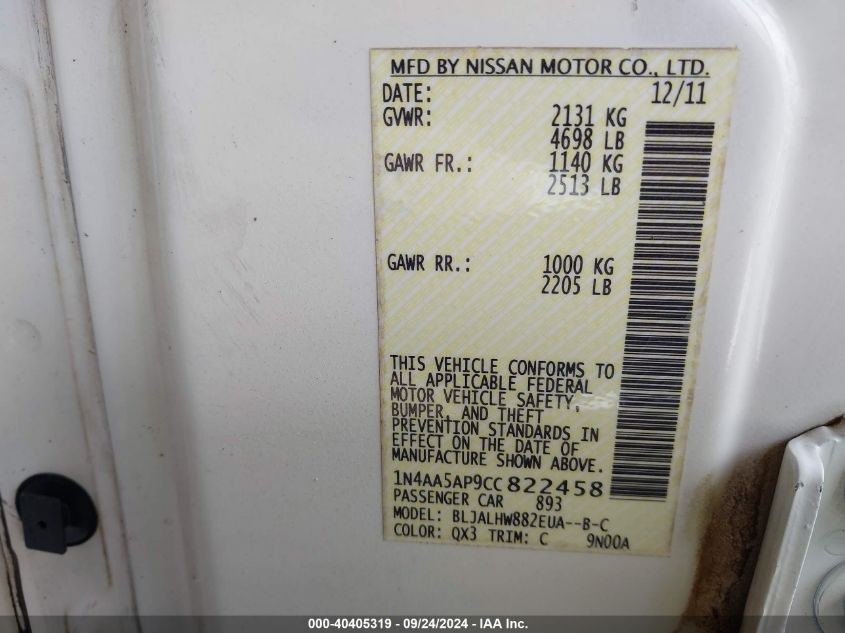 MFD BY NISSAN MOTOR CO., LTD.
DATE: 12/11
GVWR: 2131 KG
4698 LB
GAWR FR.: 1140 KG
2513 LB
GAWR RR.: 1000 KG
2205 LB
THIS VEHICLE CONFORMS TO
ALL APPLICABLE FEDERAL
MOTOR VEHICLE SAFETY,
BUMPER, AND THEFT
PREVENTION STANDARDS IN
EFFECT ON THE DATE OF
MANUFACTURE SHOWN ABOVE.
1N4AA5AP9CC822458
PASSENGER CAR 893
MODEL: BLJALHW882EUA--B-C
COLOR: QX3 TRIM: C 9N00A
000-40405319 - 09/24/2024 - IAA Inc.